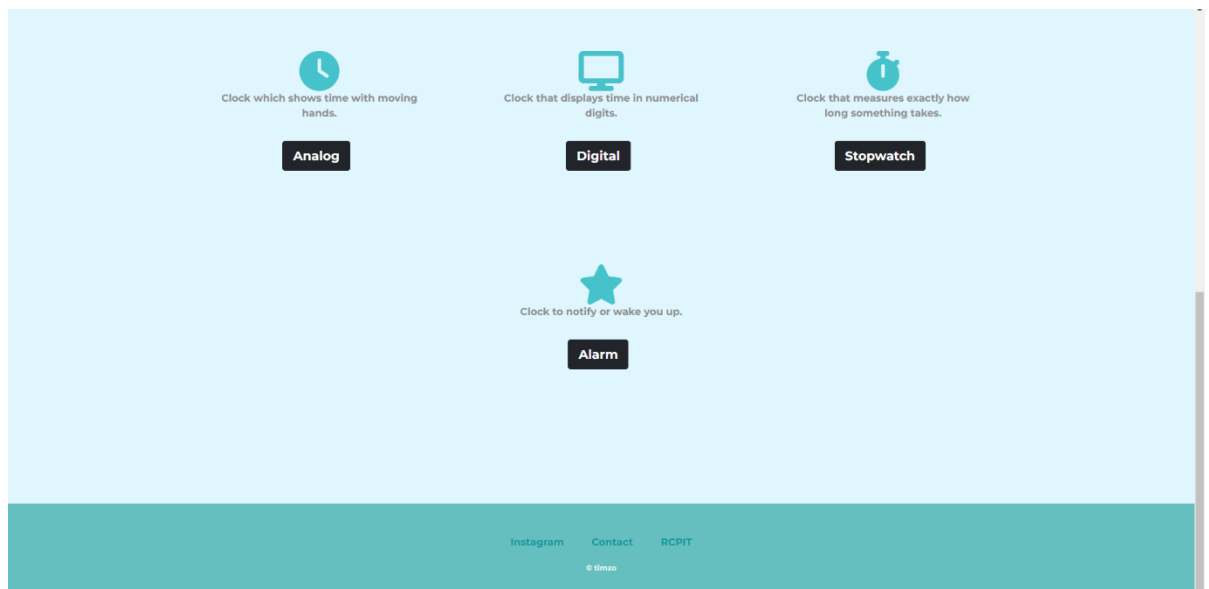 Clock which shows time with moving
hands.
Analog
Clock that displays time in numerical
digits.
Digital
Clock that measures exactly how
long something takes.
Stopwatch
Clock to notify or wake you up.
Alarm
Instagram Contact RCPIT
© timzo